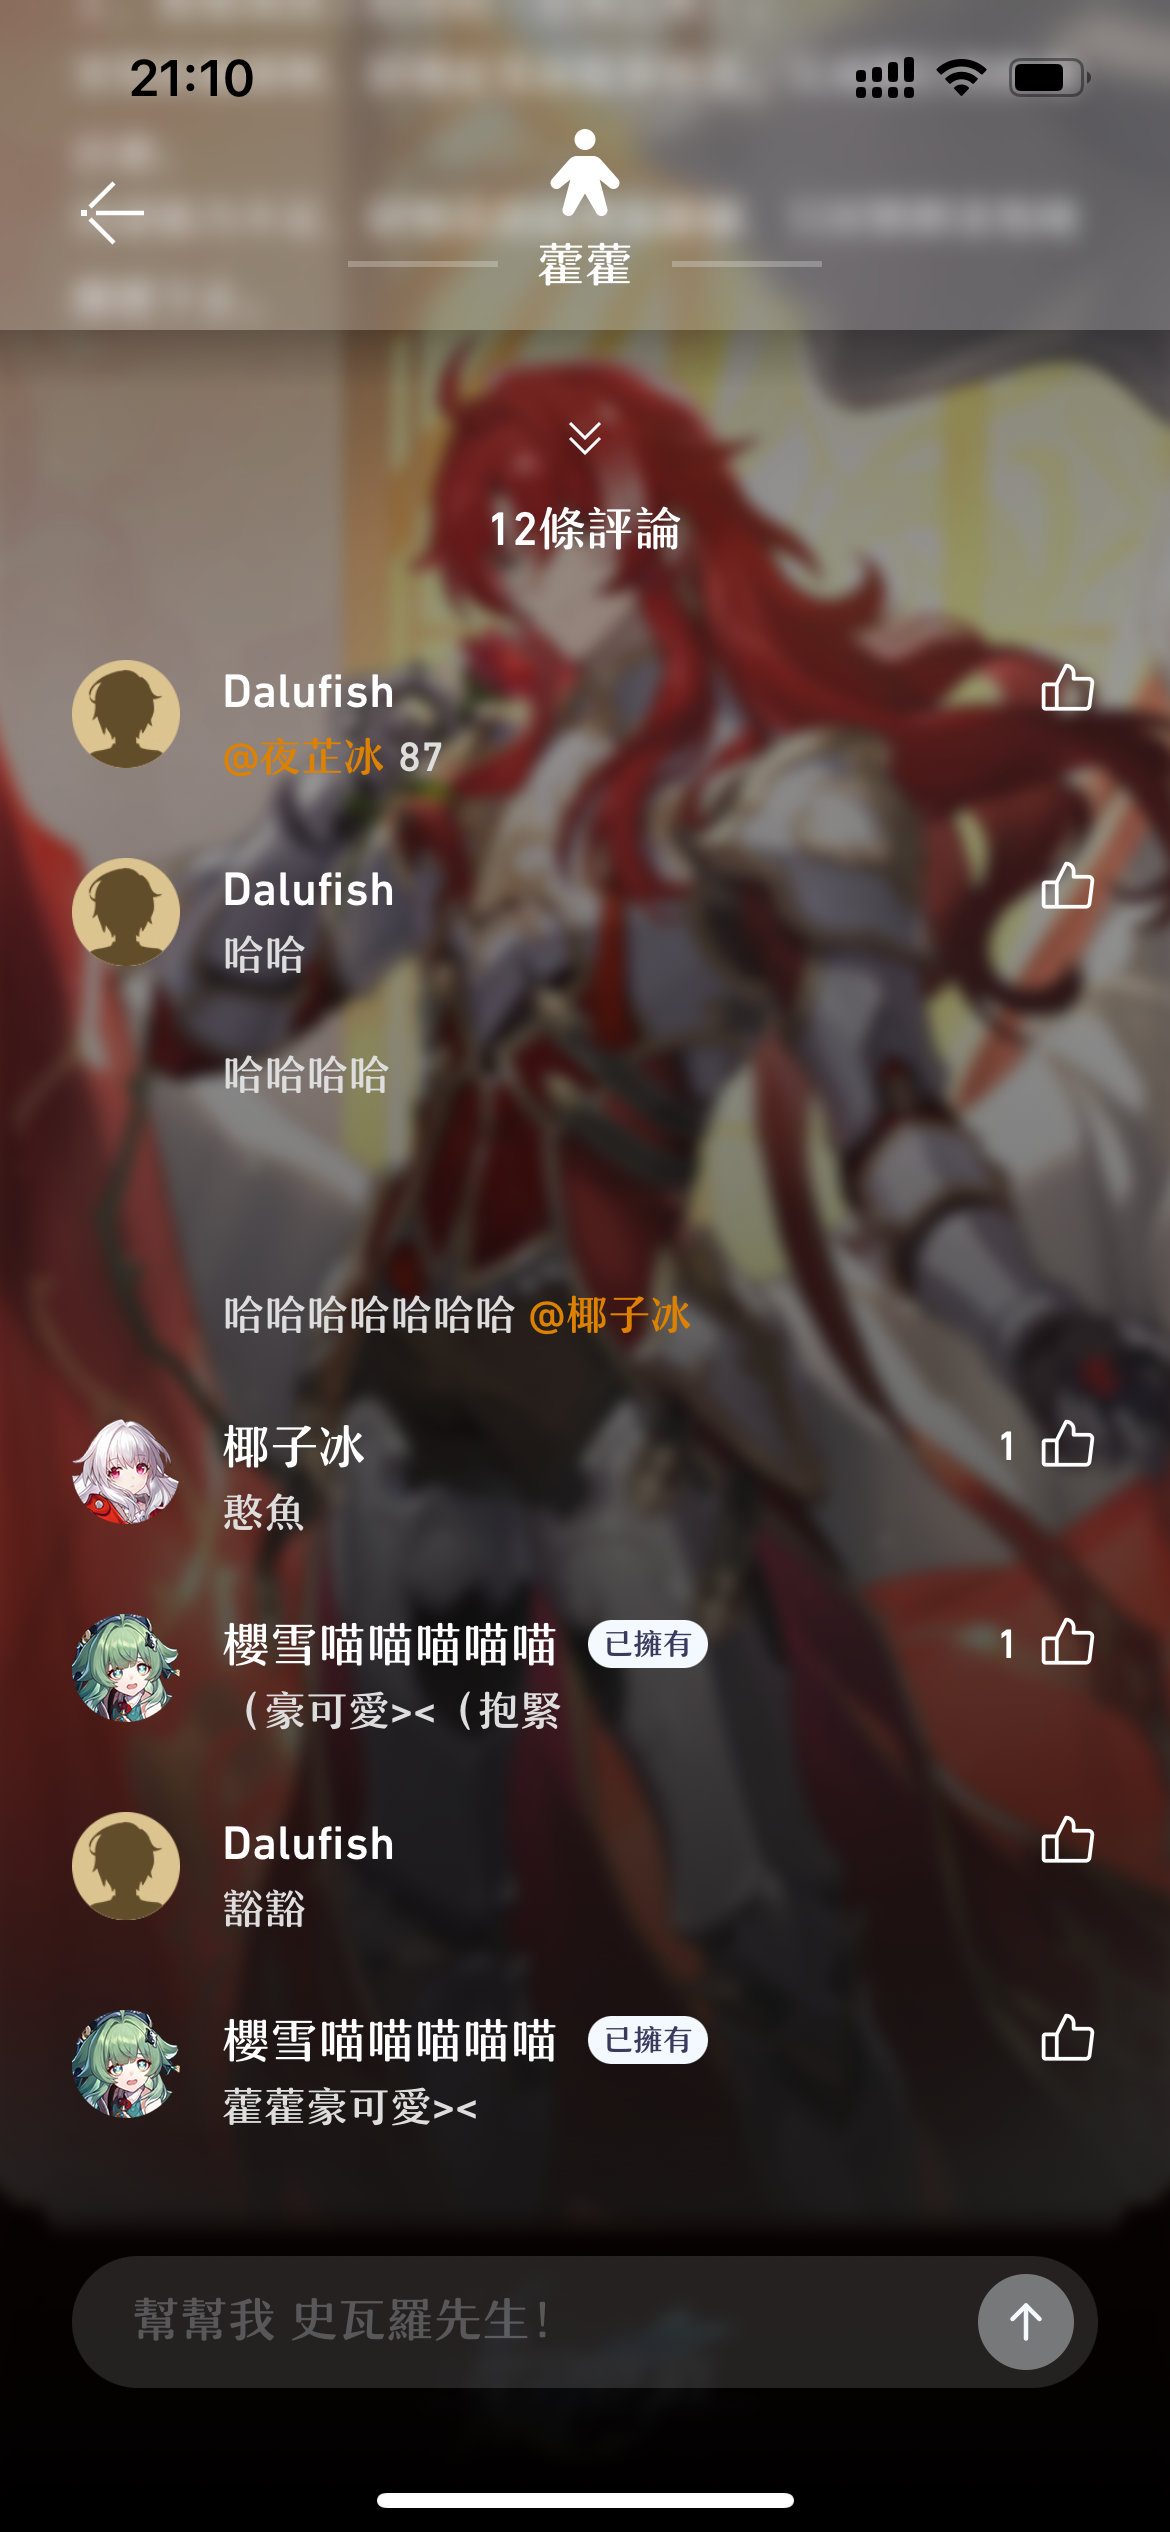 21:10
藿藿
12條評論
Dalufish
@夜芷冰 87
Dalufish
哈哈
哈哈哈哈
哈哈哈哈哈哈哈 @椰子冰
椰子冰
1
憨魚
櫻雪喵喵喵喵喵 已擁有
1
（豪可愛><（抱緊
Dalufish
豁豁
櫻雪喵喵喵喵喵 已擁有
藿藿豪可愛><
幫幫我 史瓦羅先生！